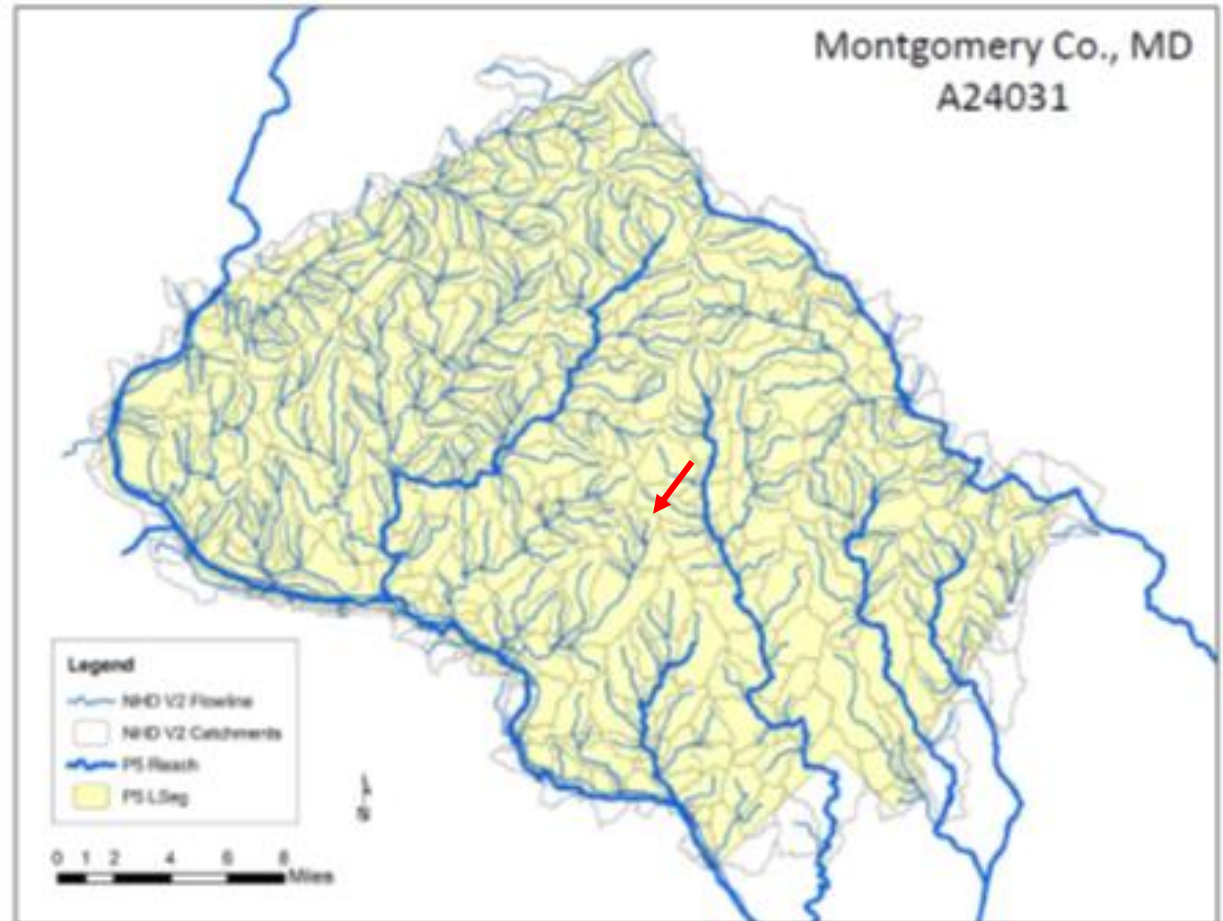 Montgomery Co., MD
A24031
Legend
NHD V2 Flowline
NHD V2 Catchments
P5 Reach
P5 LSeg
0 1 2 4 6 8
Miles